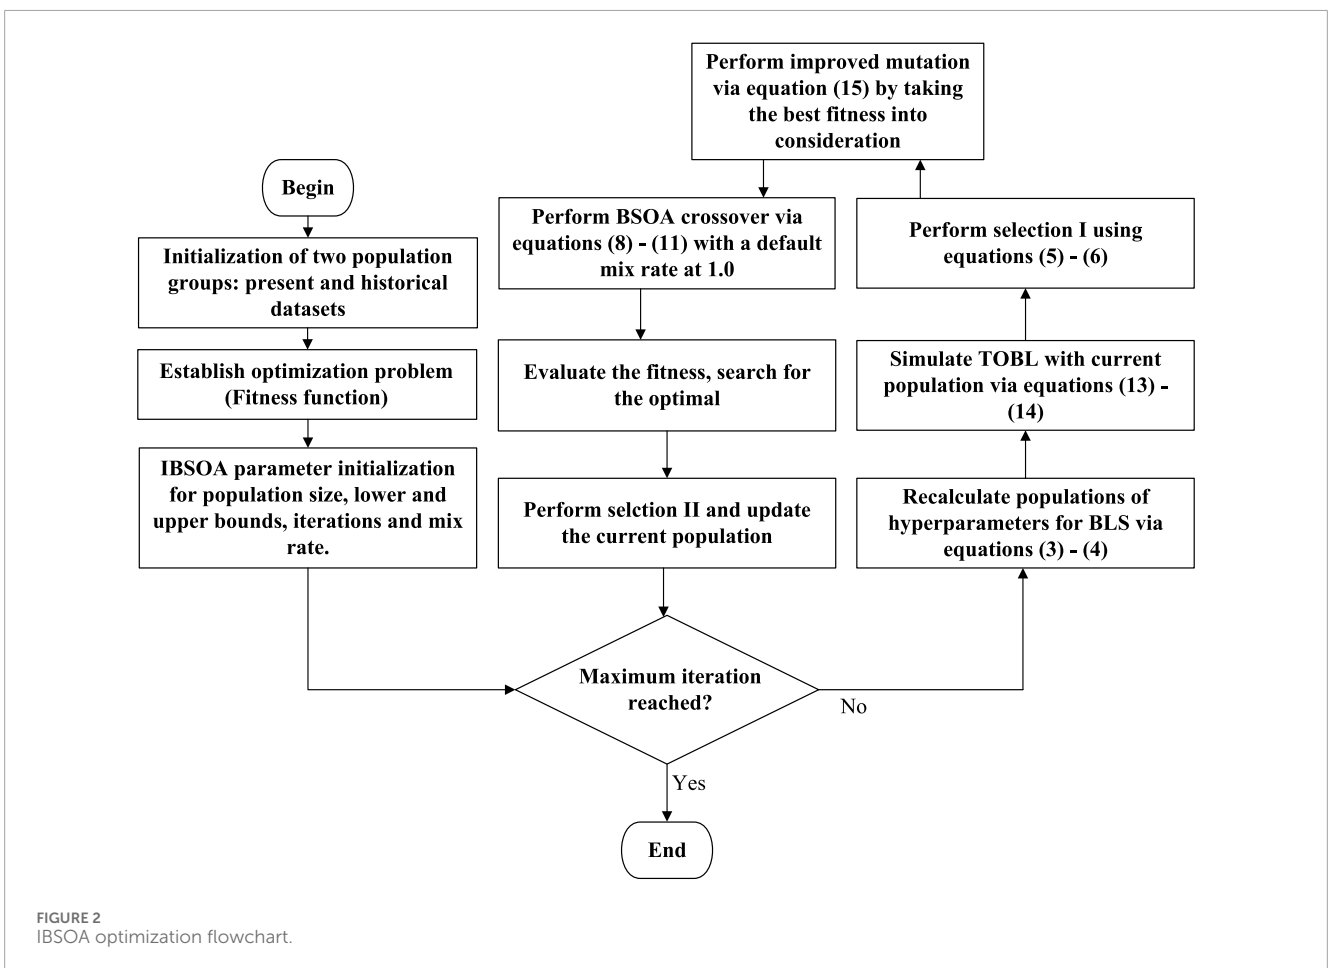 Begin
Initialization of two population
groups: present and historical
datasets
Establish optimization problem
(Fitness function)
IBSOA parameter initialization
for population size, lower and
upper bounds, iterations and mix
rate.
Perform improved mutation
via equation (15) by taking
the best fitness into
consideration
Perform BSOA crossover via
equations (8) - (11) with a default
mix rate at 1.0
Evaluate the fitness, search for
the optimal
Perform selction II and update
the current population
Perform selection I using
equations (5) - (6)
Simulate TOBL with current
population via equations (13) -
(14)
Recalculate populations of
hyperparameters for BLS via
equations (3) - (4)
Maximum iteration
reached?
No
Yes
End
FIGURE 2
IBSOA optimization flowchart.